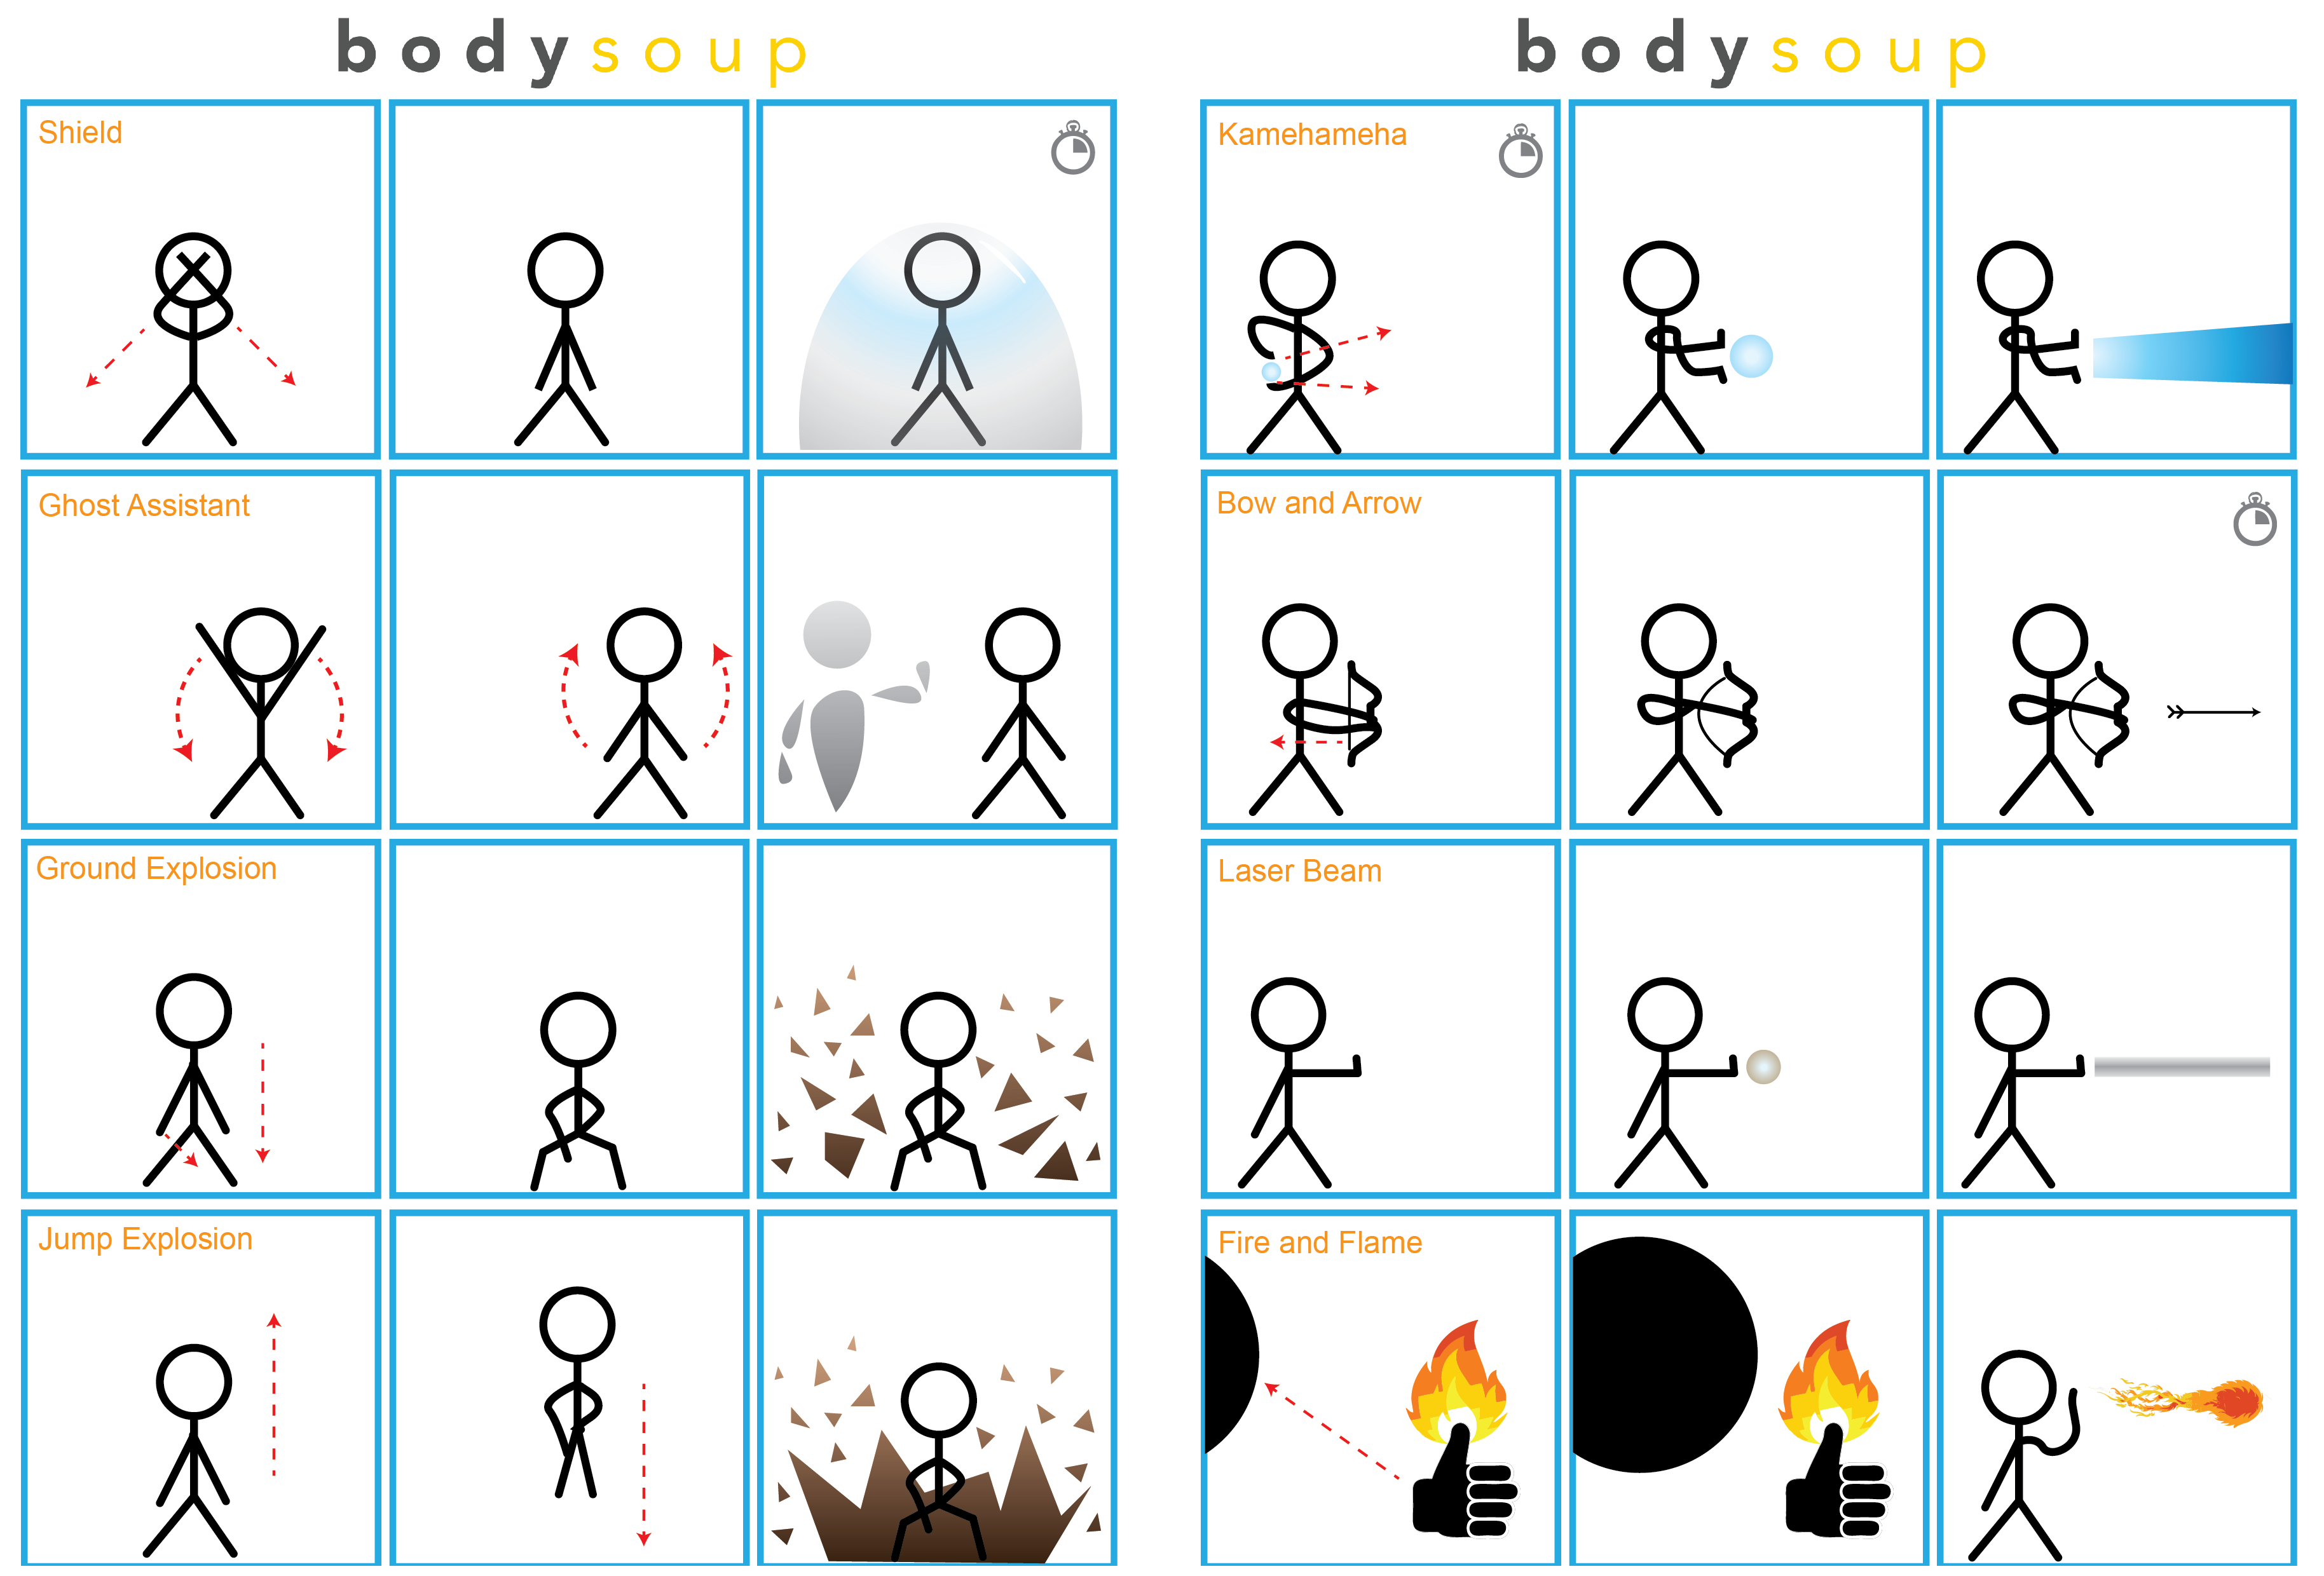 bodysoup
Shield
Ghost Assistant
Ground Explosion
Jump Explosion
bodysoup
Kamehameha
Bow and Arrow
Laser Beam
Fire and Flame